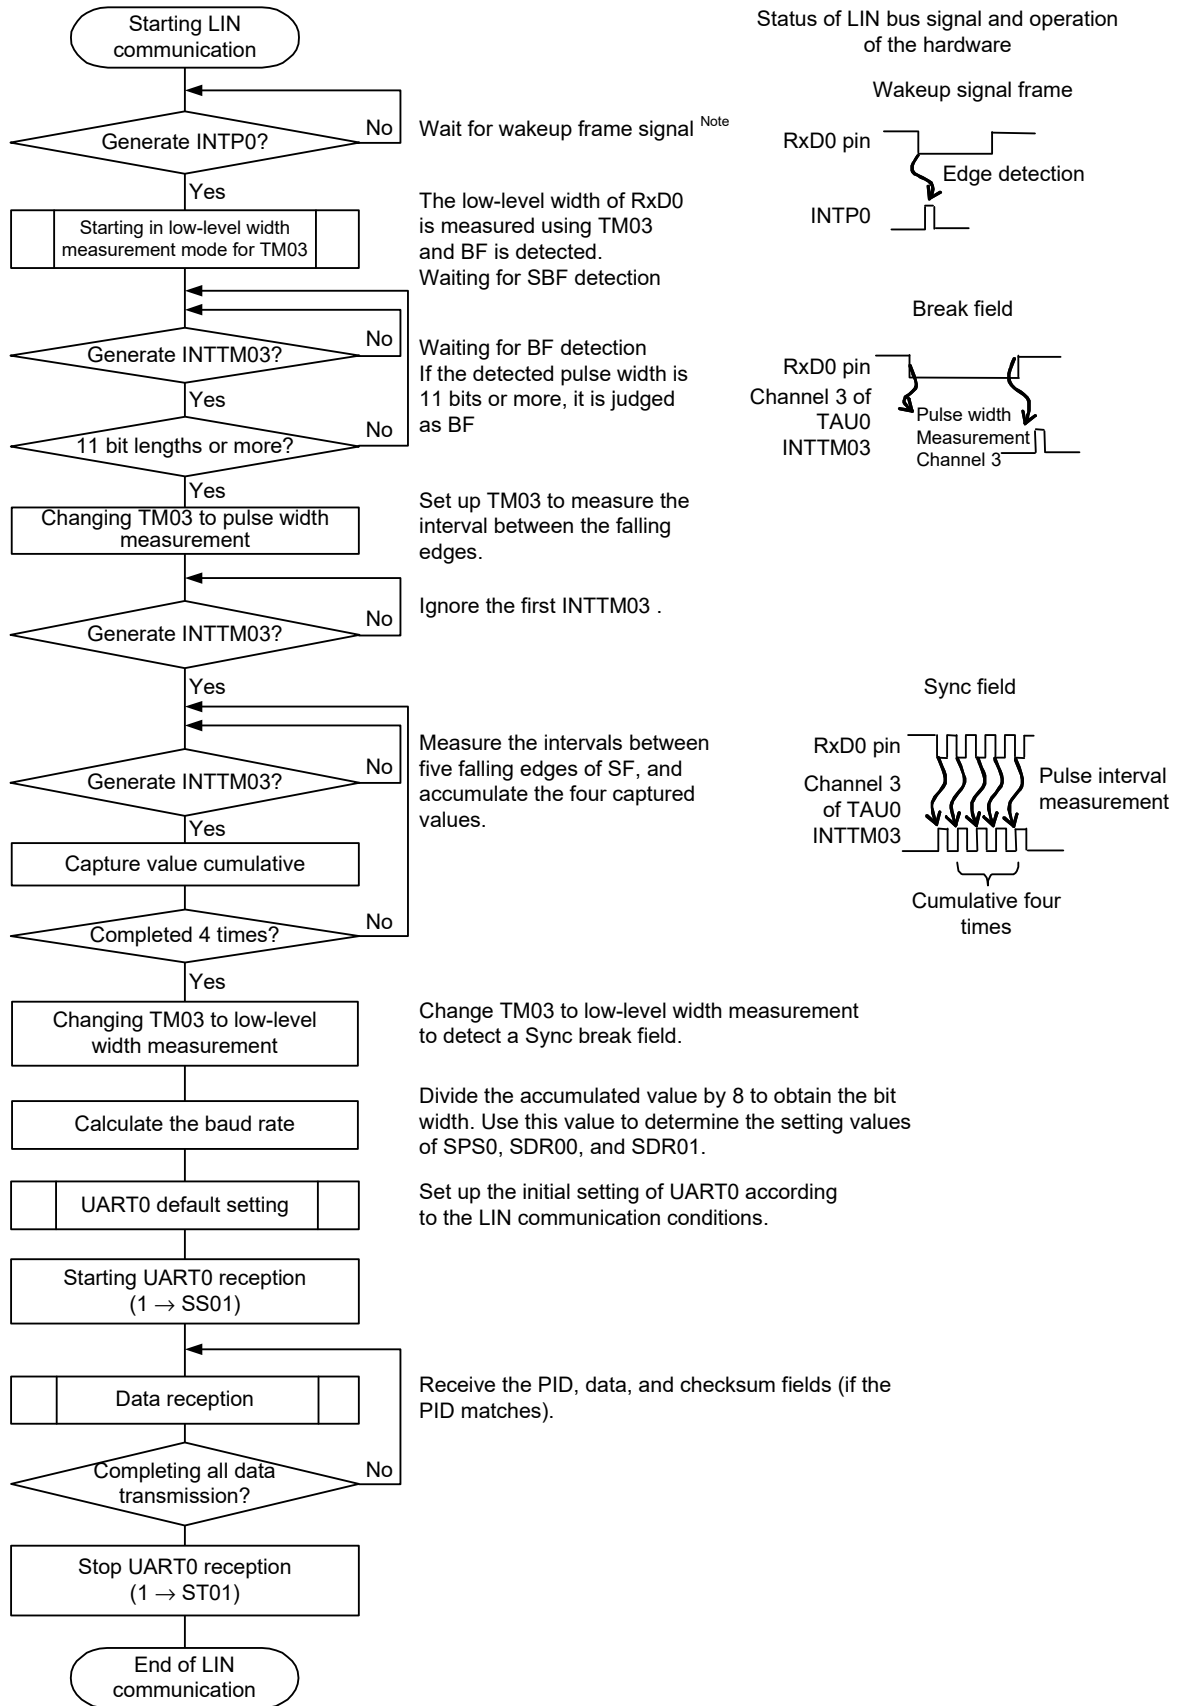 Starting LIN
communication
Status of LIN bus signal and operation
of the hardware
Wakeup signal frame
Generate INTP0?
No
Wait for wakeup frame signal Note
RxD0 pin
Edge detection
INTP0
Yes
Starting in low-level width
measurement mode for TM03
The low-level width of RxD0
is measured using TM03
and BF is detected.
Waiting for SBF detection
Break field
Generate INTTM03?
No
Waiting for BF detection
If the detected pulse width is
11 bits or more, it is judged
as BF
RxD0 pin
Channel 3 of
TAU0
INTTM03
Pulse width
Measurement
Channel 3
Yes
11 bit lengths or more?
No
Yes
Changing TM03 to pulse width
measurement
Set up TM03 to measure the
interval between the falling
edges.
Generate INTTM03?
No
Ignore the first INTTM03 .
Yes
Sync field
Generate INTTM03?
No
Measure the intervals between
five falling edges of SF, and
accumulate the four captured
values.
RxD0 pin
Channel 3
of TAU0
INTTM03
Pulse interval
measurement
Cumulative four
times
Yes
Capture value cumulative
Completed 4 times?
No
Yes
Changing TM03 to low-level
width measurement
Change TM03 to low-level width measurement
to detect a Sync break field.
Calculate the baud rate
Divide the accumulated value by 8 to obtain the bit
width. Use this value to determine the setting values
of SPS0, SDR00, and SDR01.
UART0 default setting
Set up the initial setting of UART0 according
to the LIN communication conditions.
Starting UART0 reception
(1 → SS01)
Data reception
Receive the PID, data, and checksum fields (if the
PID matches).
Completing all data
transmission?
No
Stop UART0 reception
(1 → ST01)
End of LIN
communication